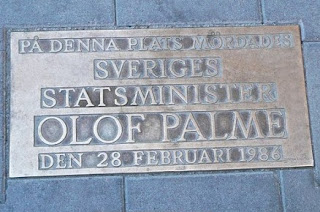 PÅ DENNA PLATS MÖRDADES
SVERIGES
STATSMINISTER
OLOF PALME
DEN 28 FEBRUARI 1986